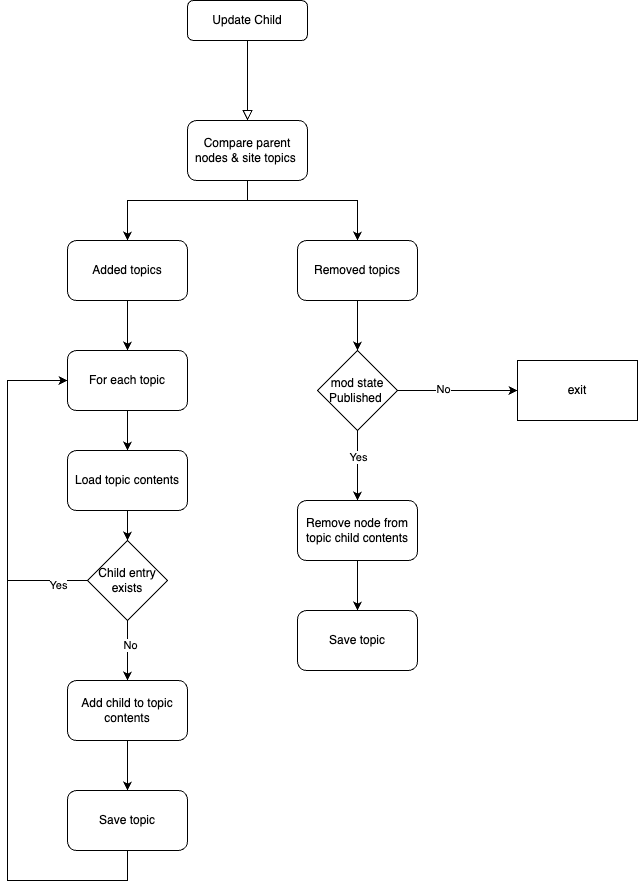 Update Child
Compare parent
nodes & site topics
Added topics
Removed topics
For each topic
mod state
Published
No
exit
Load topic contents
Yes
Remove node from
topic child contents
Child entry
exists
Yes
No
Save topic
Add child to topic
contents
Save topic